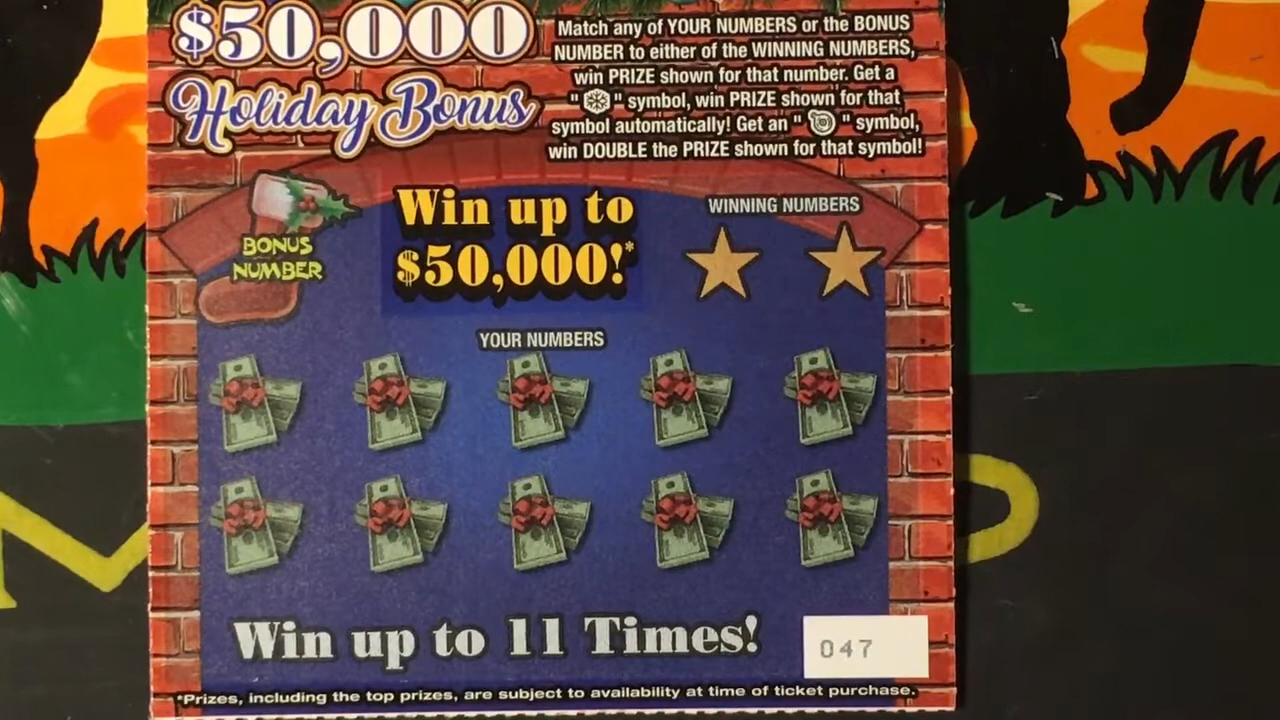 $50,000
Holiday Bonus
Match any of YOUR NUMBERS or the BONUS
NUMBER to either of the WINNING NUMBERS,
win PRIZE shown for that number. Get a
" " symbol, win PRIZE shown for that
symbol automatically! Get an " " symbol,
win DOUBLE the PRIZE shown for that symbol!
BONUS
NUMBER
Win up to
$50,000!*
WINNING NUMBERS
YOUR NUMBERS
Win up to 11 Times!
047
*Prizes, including the top prizes, are subject to availability at time of ticket purchase.